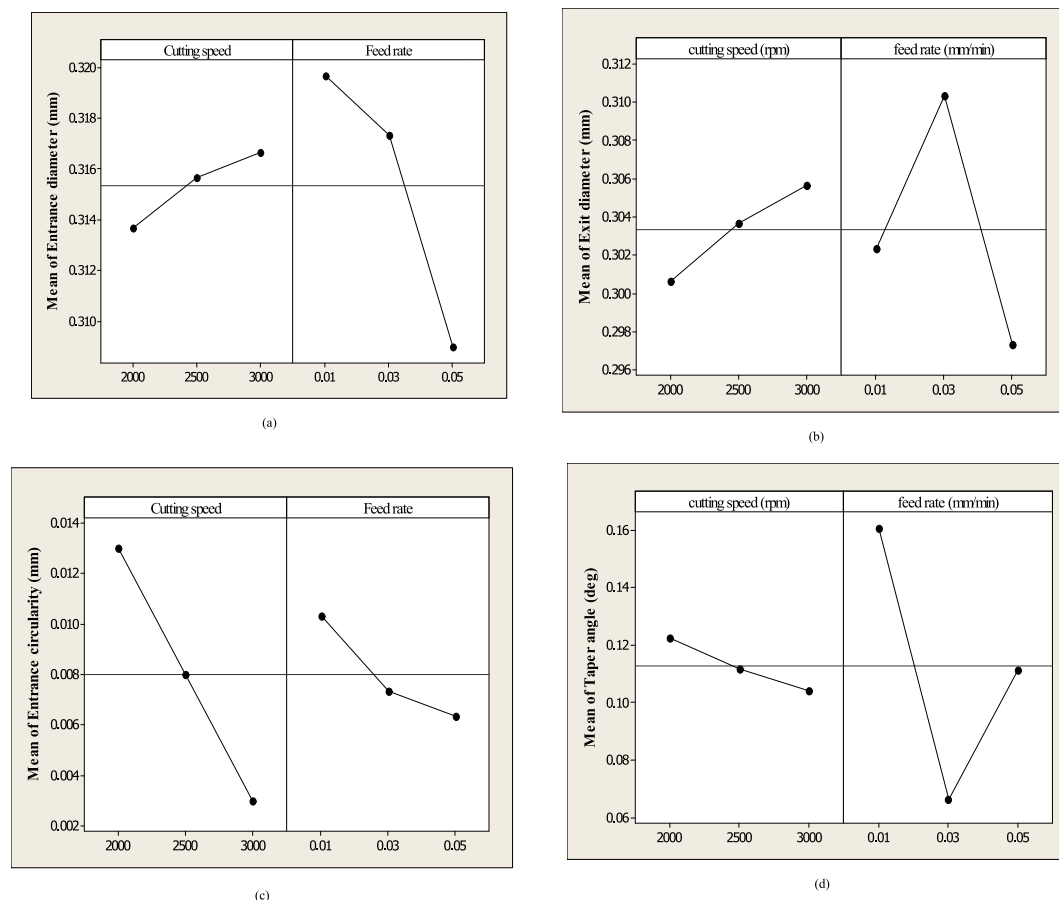 Cutting speed Feed rate
0.320
0.318
0.316
0.314
0.312
0.310
Mean of Entrance diameter (mm)
2000 2500 3000 0.01 0.03 0.05
(a)
cutting speed (rpm) feed rate (mm/min)
0.312
0.310
0.308
0.306
0.304
0.302
0.300
0.298
0.296
Mean of Exit diameter (mm)
2000 2500 3000 0.01 0.03 0.05
(b)
Cutting speed Feed rate
0.014
0.012
0.010
0.008
0.006
0.004
0.002
Mean of Entrance circularity (mm)
2000 2500 3000 0.01 0.03 0.05
(c)
cutting speed (rpm) feed rate (mm/min)
0.16
0.14
0.12
0.10
0.08
0.06
Mean of Taper angle (deg)
2000 2500 3000 0.01 0.03 0.05
(d)